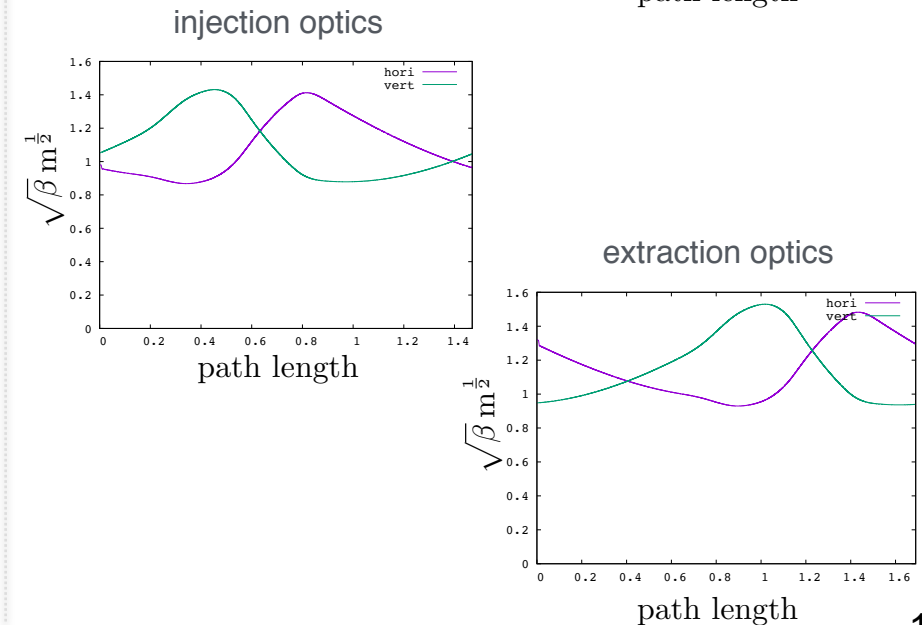 path length
injection optics
1.6
1.4
1.2
1
0.8
0.6
0.4
0.2
0
hori
vert
√β m^{1/2}
0 0.2 0.4 0.6 0.8 1 1.2 1.4
path length
extraction optics
1.6
1.4
1.2
1
0.8
0.6
0.4
0.2
0
hori
vert
√β m^{1/2}
0 0.2 0.4 0.6 0.8 1 1.2 1.4 1.6
path length